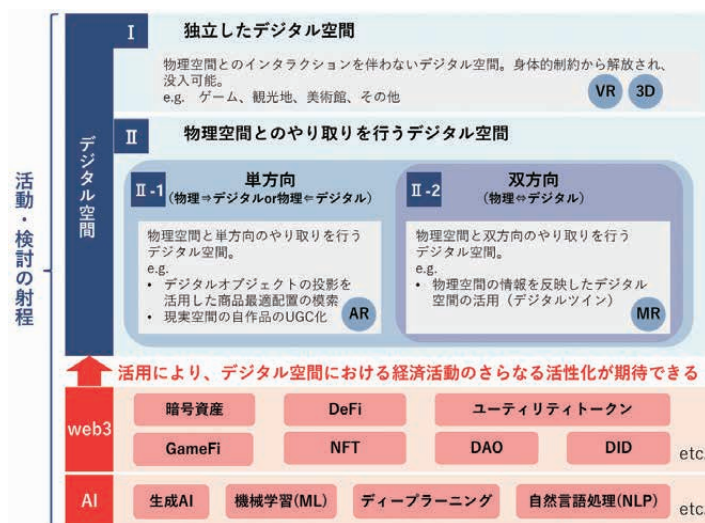 活動・検討の射程
デジタル空間
I
独立したデジタル空間
物理空間とのインタラクションを伴わないデジタル空間。身体的制約から解放され、
没入可能。
e.g. ゲーム、観光地、美術館、その他
VR
3D
II
物理空間とのやり取りを行うデジタル空間
II-1
単方向
(物理⇒デジタルor物理⇐デジタル)
物理空間と単方向のやり取りを行う
デジタル空間。
e.g.
• デジタルオブジェクトの投影を
活用した商品最適配置の模索
• 現実空間の自作品のUGC化
AR
II-2
双方向
(物理⇔デジタル)
物理空間と双方向のやり取りを行う
デジタル空間。
e.g.
• 物理空間の情報を反映したデジタル
空間の活用（デジタルツイン）
MR
活用により、デジタル空間における経済活動のさらなる活性化が期待できる
web3
暗号資産
DeFi
ユーティリティトークン
GameFi
NFT
DAO
DID
etc.
AI
生成AI
機械学習(ML)
ディープラーニング
自然言語処理(NLP)
etc.